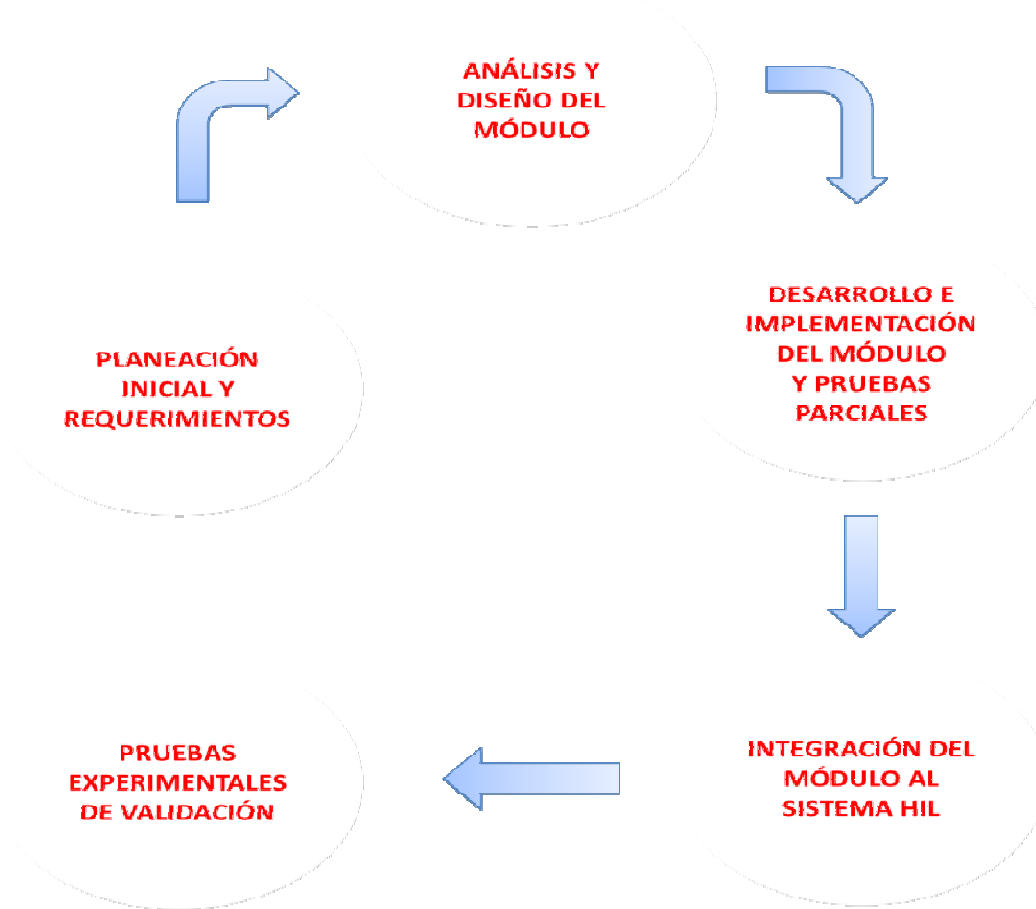 ANÁLISIS Y
DISEÑO DEL
MÓDULO
DESARROLLO E
IMPLEMENTACIÓN
DEL MÓDULO
Y PRUEBAS
PARCIALES
PLANEACIÓN
INICIAL Y
REQUERIMIENTOS
PRUEBAS
EXPERIMENTALES
DE VALIDACIÓN
INTEGRACIÓN DEL
MÓDULO AL
SISTEMA HIL